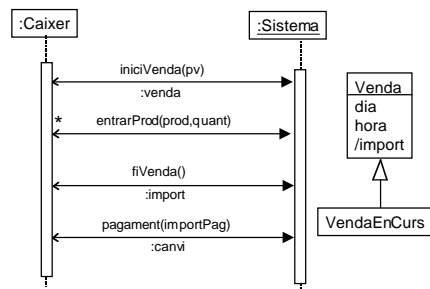 :Caixer
:Sistema
iniciVenda(pv)
:venda
* entrarProd(prod,quant)
fiVenda()
:import
pagament(importPag)
:canvi
Venda
dia
hora
/import
VendaEnCurs